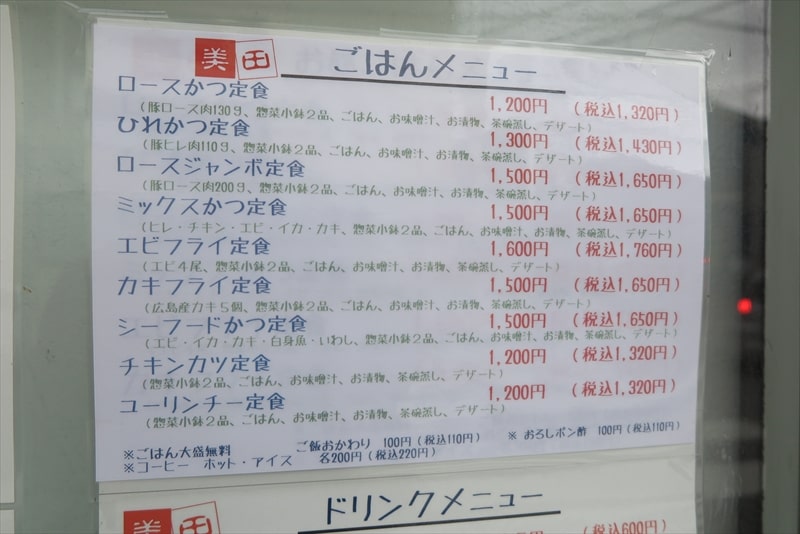 美田 ごはんメニュー
ロースかつ定食 1,200円 (税込1,320円)
(豚ロース肉130g、惣菜小鉢2品、ごはん、お味噌汁、お漬物、茶碗蒸し、デザート)
ひれかつ定食 1,300円 (税込1,430円)
(豚ヒレ肉110g、惣菜小鉢2品、ごはん、お味噌汁、お漬物、茶碗蒸し、デザート)
ロースジャンボ定食 1,500円 (税込1,650円)
(豚ロース肉200g、惣菜小鉢2品、ごはん、お味噌汁、お漬物、茶碗蒸し、デザート)
ミックスかつ定食 1,500円 (税込1,650円)
(ヒレ・チキン・エビ・イカ・カキ、惣菜小鉢2品、ごはん、お味噌汁、お漬物、茶碗蒸し、デザート)
エビフライ定食 1,600円 (税込1,760円)
(エビ4尾、惣菜小鉢2品、ごはん、お味噌汁、お漬物、茶碗蒸し、デザート)
カキフライ定食 1,500円 (税込1,650円)
(広島産カキ5個、惣菜小鉢2品、ごはん、お味噌汁、お漬物、茶碗蒸し、デザート)
シーフードかつ定食 1,500円 (税込1,650円)
(エビ・イカ・カキ・白身魚・いわし、惣菜小鉢2品、ごはん、お味噌汁、お漬物、茶碗蒸し、デザート)
チキンカツ定食 1,200円 (税込1,320円)
(惣菜小鉢2品、ごはん、お味噌汁、お漬物、茶碗蒸し、デザート)
ユーリンチー定食 1,200円 (税込1,320円)
(惣菜小鉢2品、ごはん、お味噌汁、お漬物、茶碗蒸し、デザート)
※ごはん大盛無料 ご飯おかわり 100円(税込110円) ※ おろしポン酢 100円(税込110円)
※コーヒー ホット・アイス 各200円(税込220円)
美田 ドリンクメニュー
(税込600円)